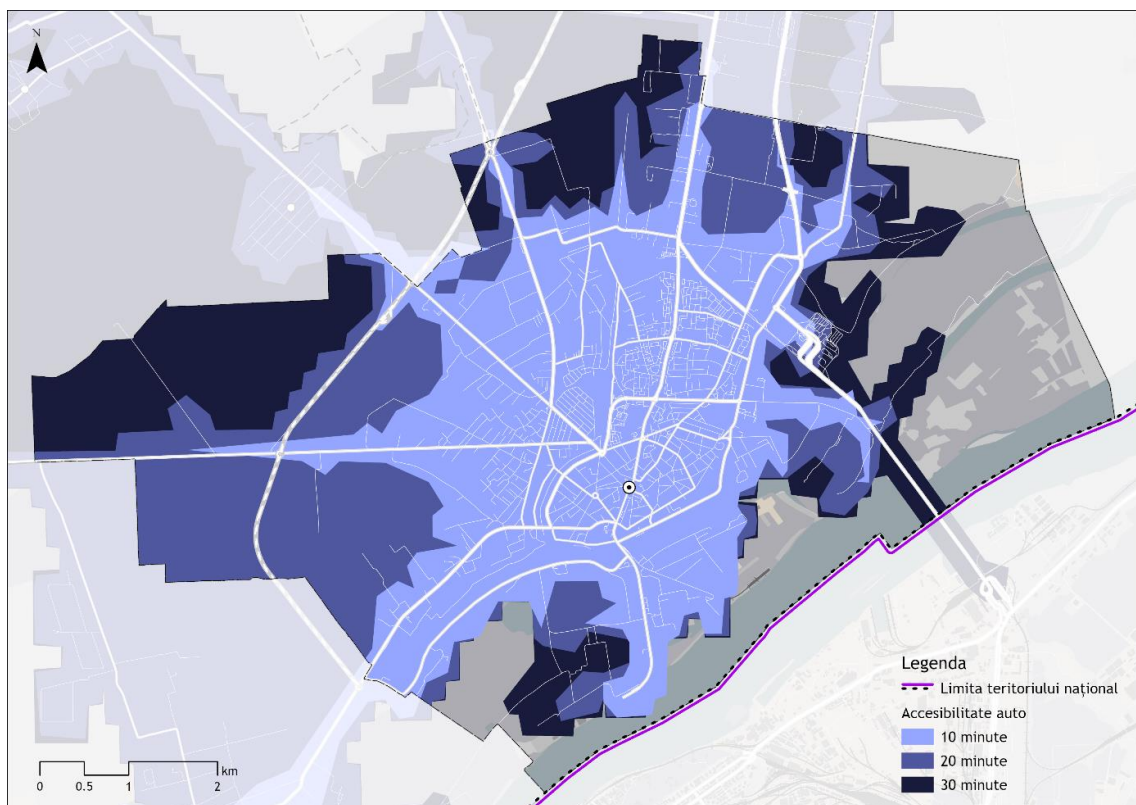 N
Legenda
Limita teritoriului național
Accesibilitate auto
10 minute
20 minute
30 minute
km
0 0.5 1 2